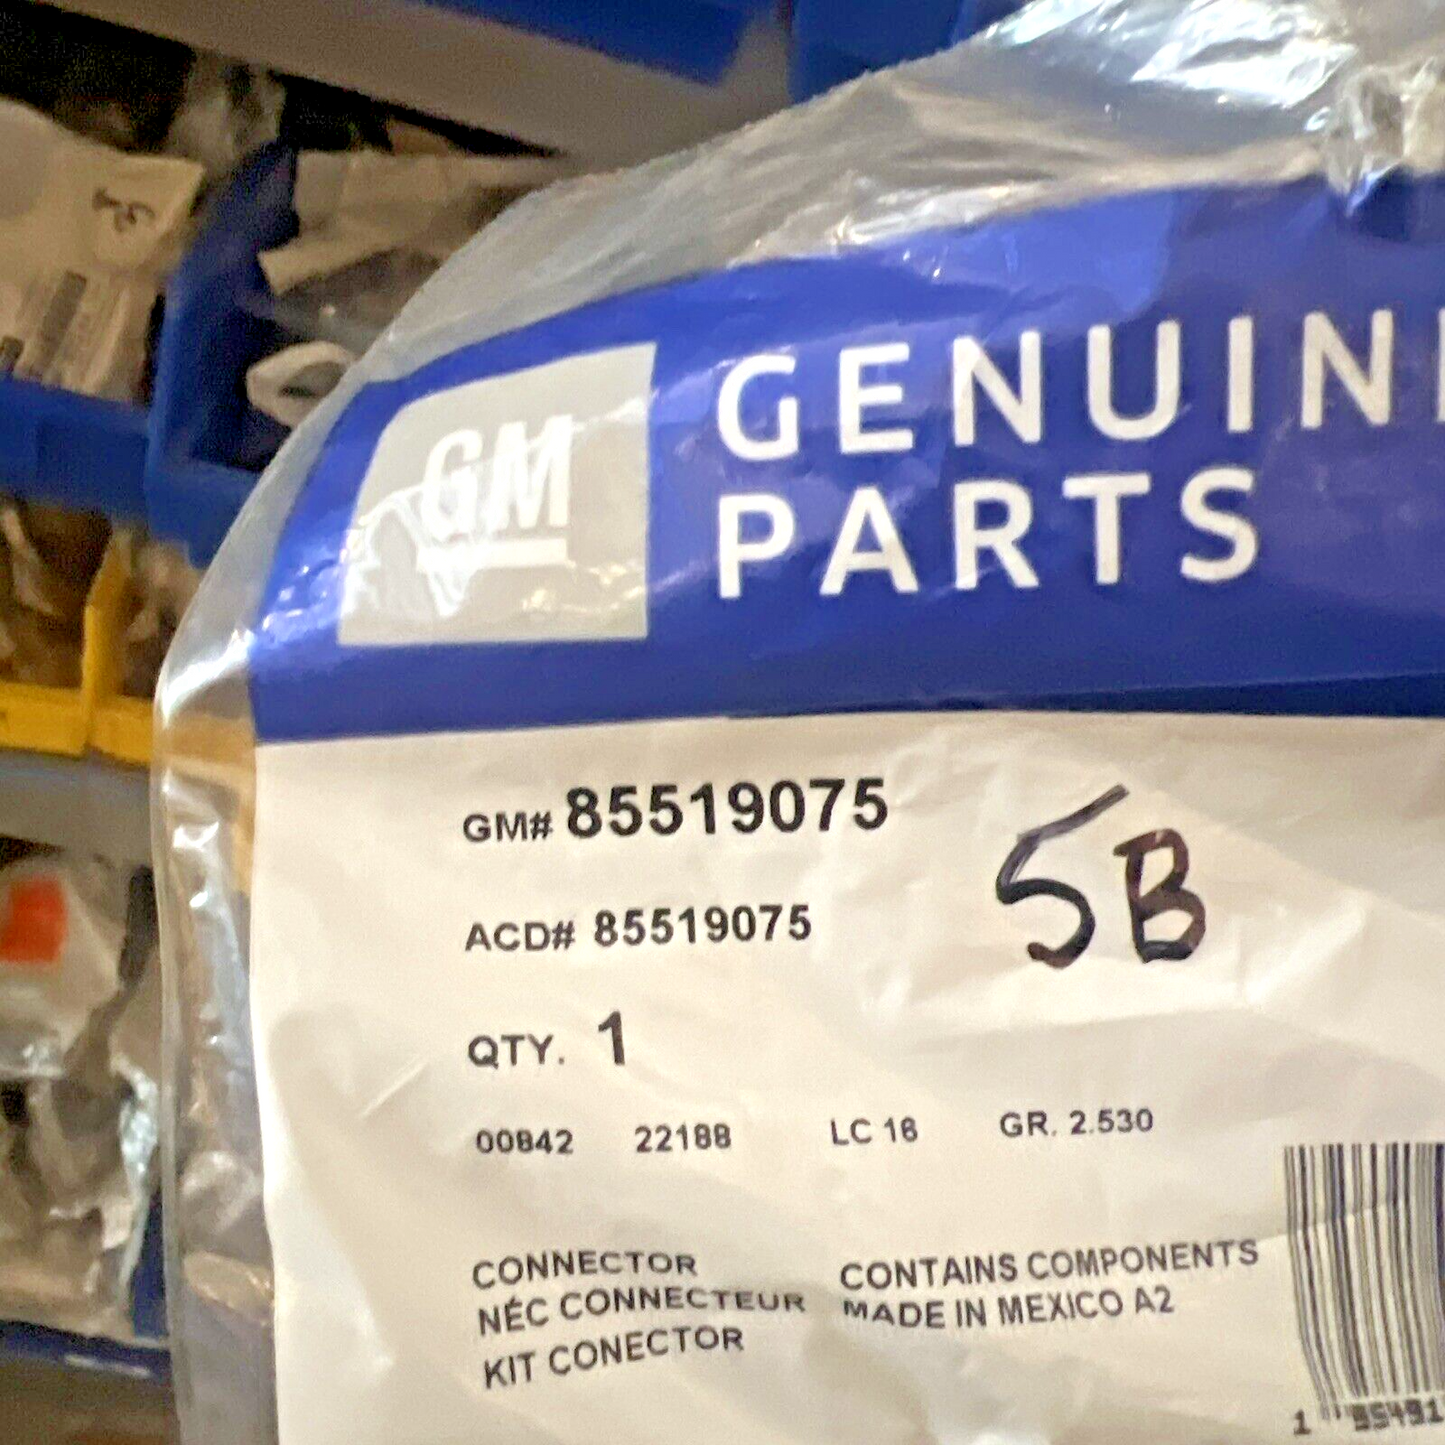 GM
GENUIN
PARTS
GM# 85519075
5B
ACD# 85519075
QTY. 1
00842 22188 LC 16 GR. 2.530
CONNECTOR
NÉC CONNECTEUR
KIT CONECTOR
CONTAINS COMPONENTS
MADE IN MEXICO A2
1